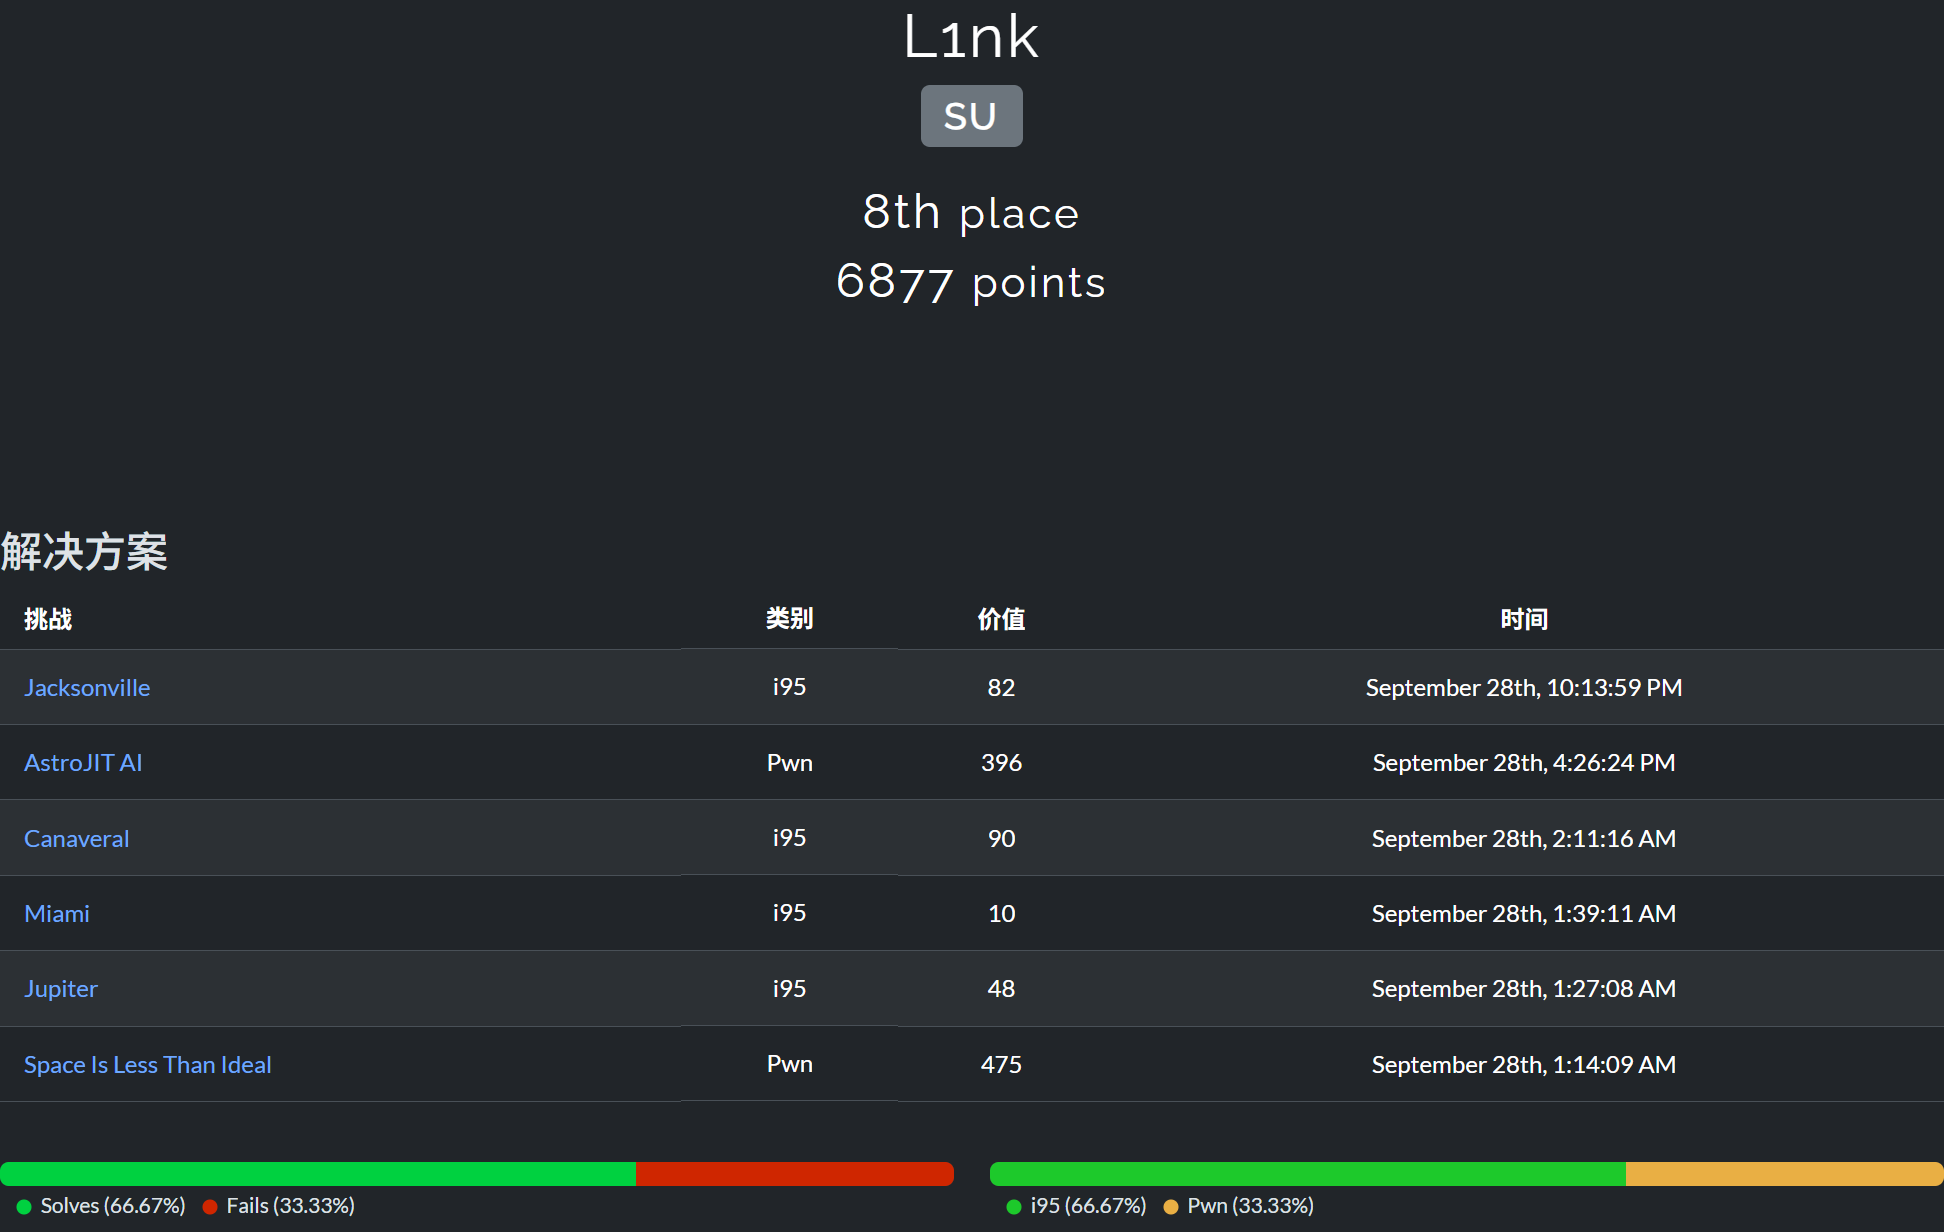 L1nk
SU
8th place
6877 points
解决方案
挑战 类别 价值 时间
Jacksonville i95 82 September 28th, 10:13:59 PM
AstroJIT AI Pwn 396 September 28th, 4:26:24 PM
Canaveral i95 90 September 28th, 2:11:16 AM
Miami i95 10 September 28th, 1:39:11 AM
Jupiter i95 48 September 28th, 1:27:08 AM
Space Is Less Than Ideal Pwn 475 September 28th, 1:14:09 AM
Solves (66.67%) Fails (33.33%) i95 (66.67%) Pwn (33.33%)